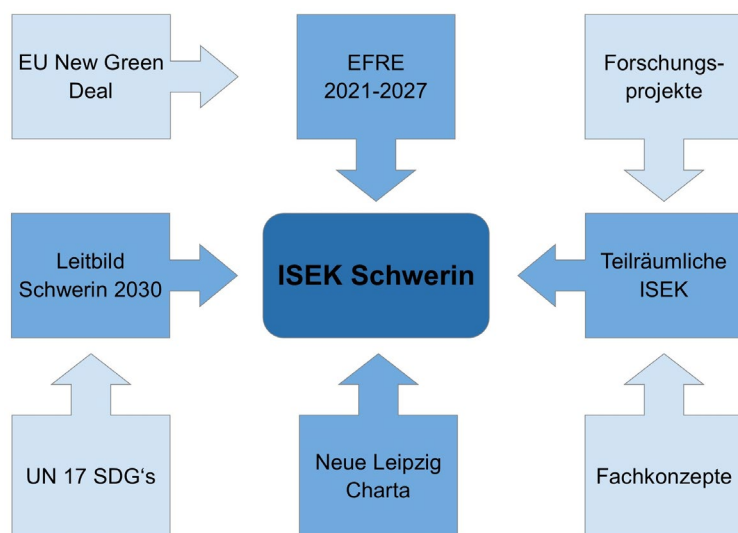 EU New Green
Deal
EFRE
2021-2027
Forschungs-
projekte
Leitbild
Schwerin 2030
ISEK Schwerin
Teilräumliche
ISEK
UN 17 SDG‘s
Neue Leipzig
Charta
Fachkonzepte